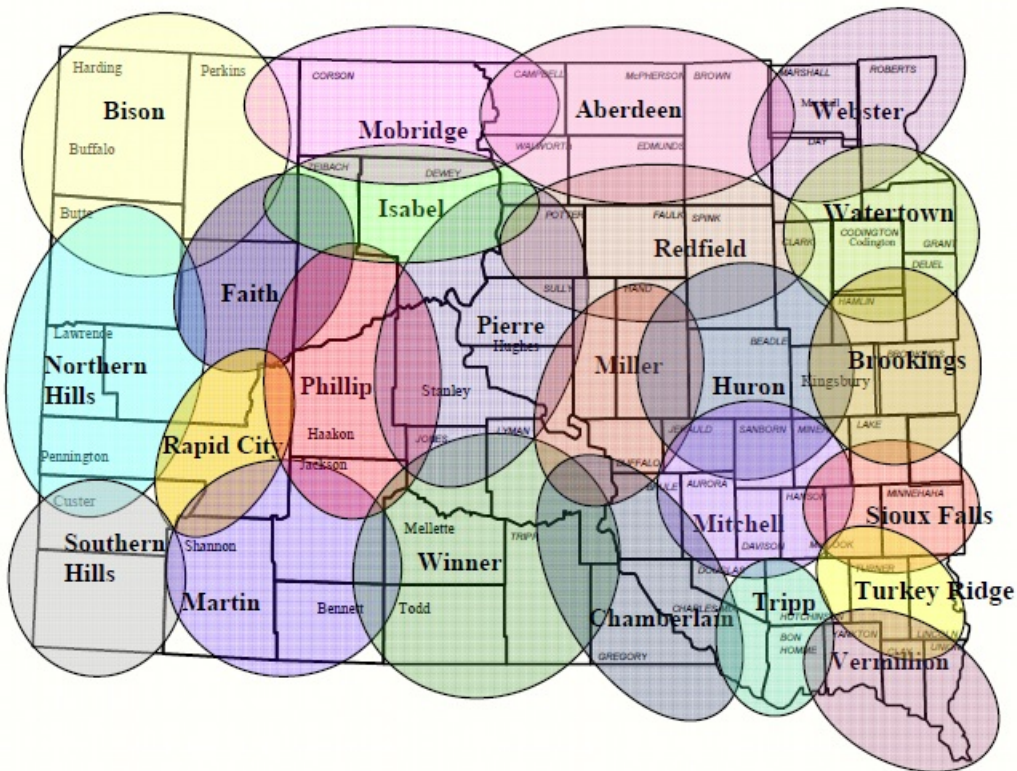 Harding
Perkins
CORSON
CAMPBELL
McPHERSON
BROWN
MARSHALL
ROBERTS
Bison
Mobridge
Aberdeen
Webster
Buffalo
WALWORTH
EDMUNDS
DAY
ZEIBACH
DEWEY
Butte
Isabel
POTTER
FAULK
SPINK
Watertown
Redfield
CLARK
CODINGTON
Codington
GRANT
DEUEL
Faith
SULLY
HAND
HAMLIN
Lawrence
Pierre
Hughes
BEADLE
Northern
Hills
Phillip
Stanley
Miller
Huron
Kingsbury
Brookings
Haakon
Rapid City
JONES
LYMAN
JERAULD
SANBORN
MINER
LAKE
Pennington
Jackson
BUFFALO
BRULE
AURORA
HANSON
MINNEHAHA
Custer
Mellette
TRIPP
Mitchell
Sioux Falls
Southern
Hills
Shannon
DAVISON
Winner
DOUGLAS
TURNER
Martin
Bennett
Todd
Chamberlain
Tripp
Turkey Ridge
HUTCHINSON
BON
HOMME
YANKTON
LINCOLN
CLAY
UNION
Vermillion
GREGORY